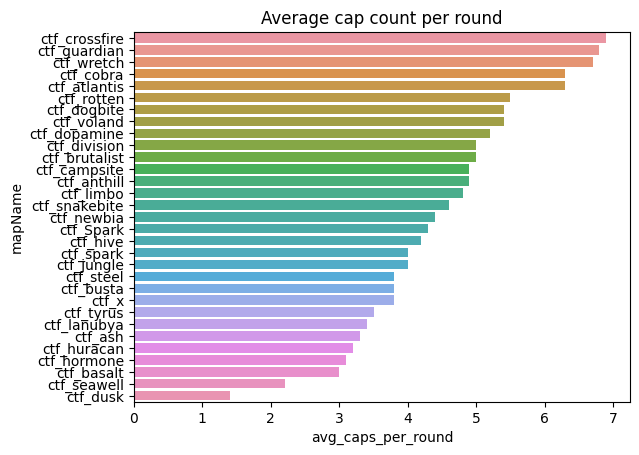 Average cap count per round
mapName
ctf_crossfire
ctf_guardian
ctf_wretch
ctf_cobra
ctf_atlantis
ctf_rotten
ctf_dogbite
ctf_voland
ctf_dopamine
ctf_division
ctf_brutalist
ctf_campsite
ctf_anthill
ctf_limbo
ctf_snakebite
ctf_newbia
ctf_Spark
ctf_hive
ctf_spark
ctf_jungle
ctf_steel
ctf_busta
ctf_x
ctf_tyrus
ctf_lanubya
ctf_ash
ctf_huracan
ctf_hormone
ctf_basalt
ctf_seawell
ctf_dusk
0 1 2 3 4 5 6 7
avg_caps_per_round